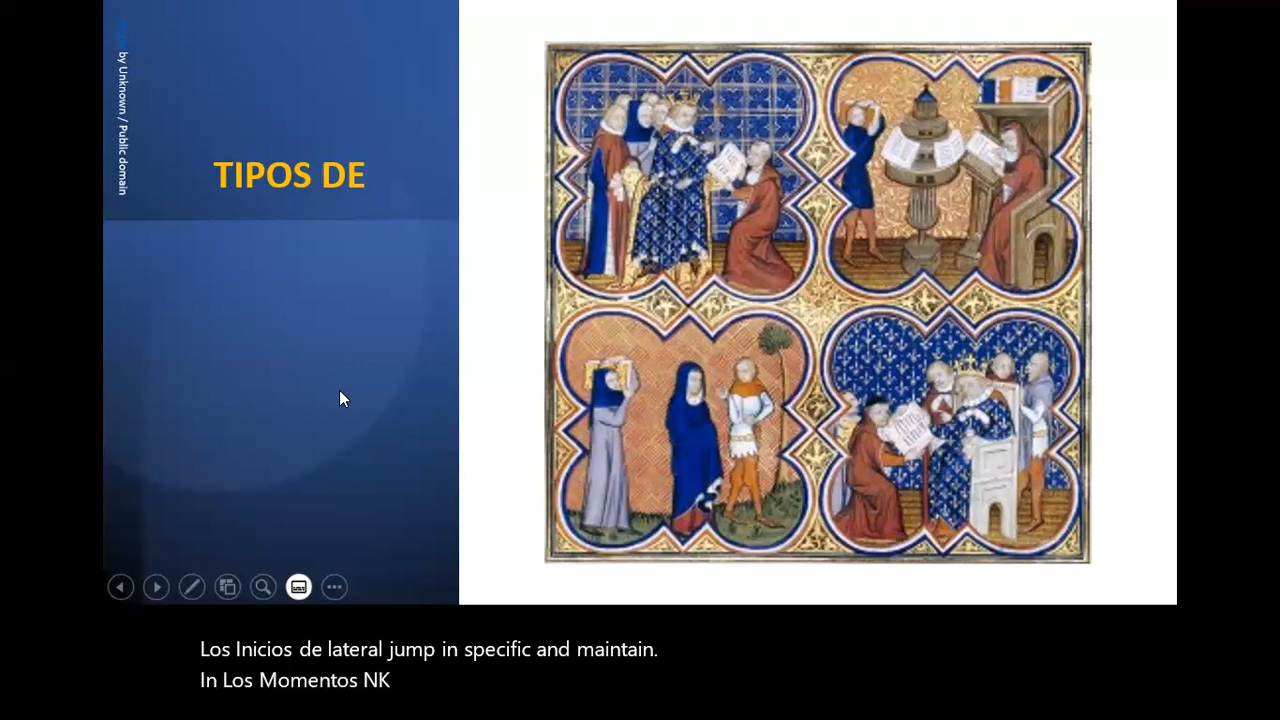 by Unknown / Public domain
TIPOS DE
Los Inicios de lateral jump in specific and maintain.
In Los Momentos NK